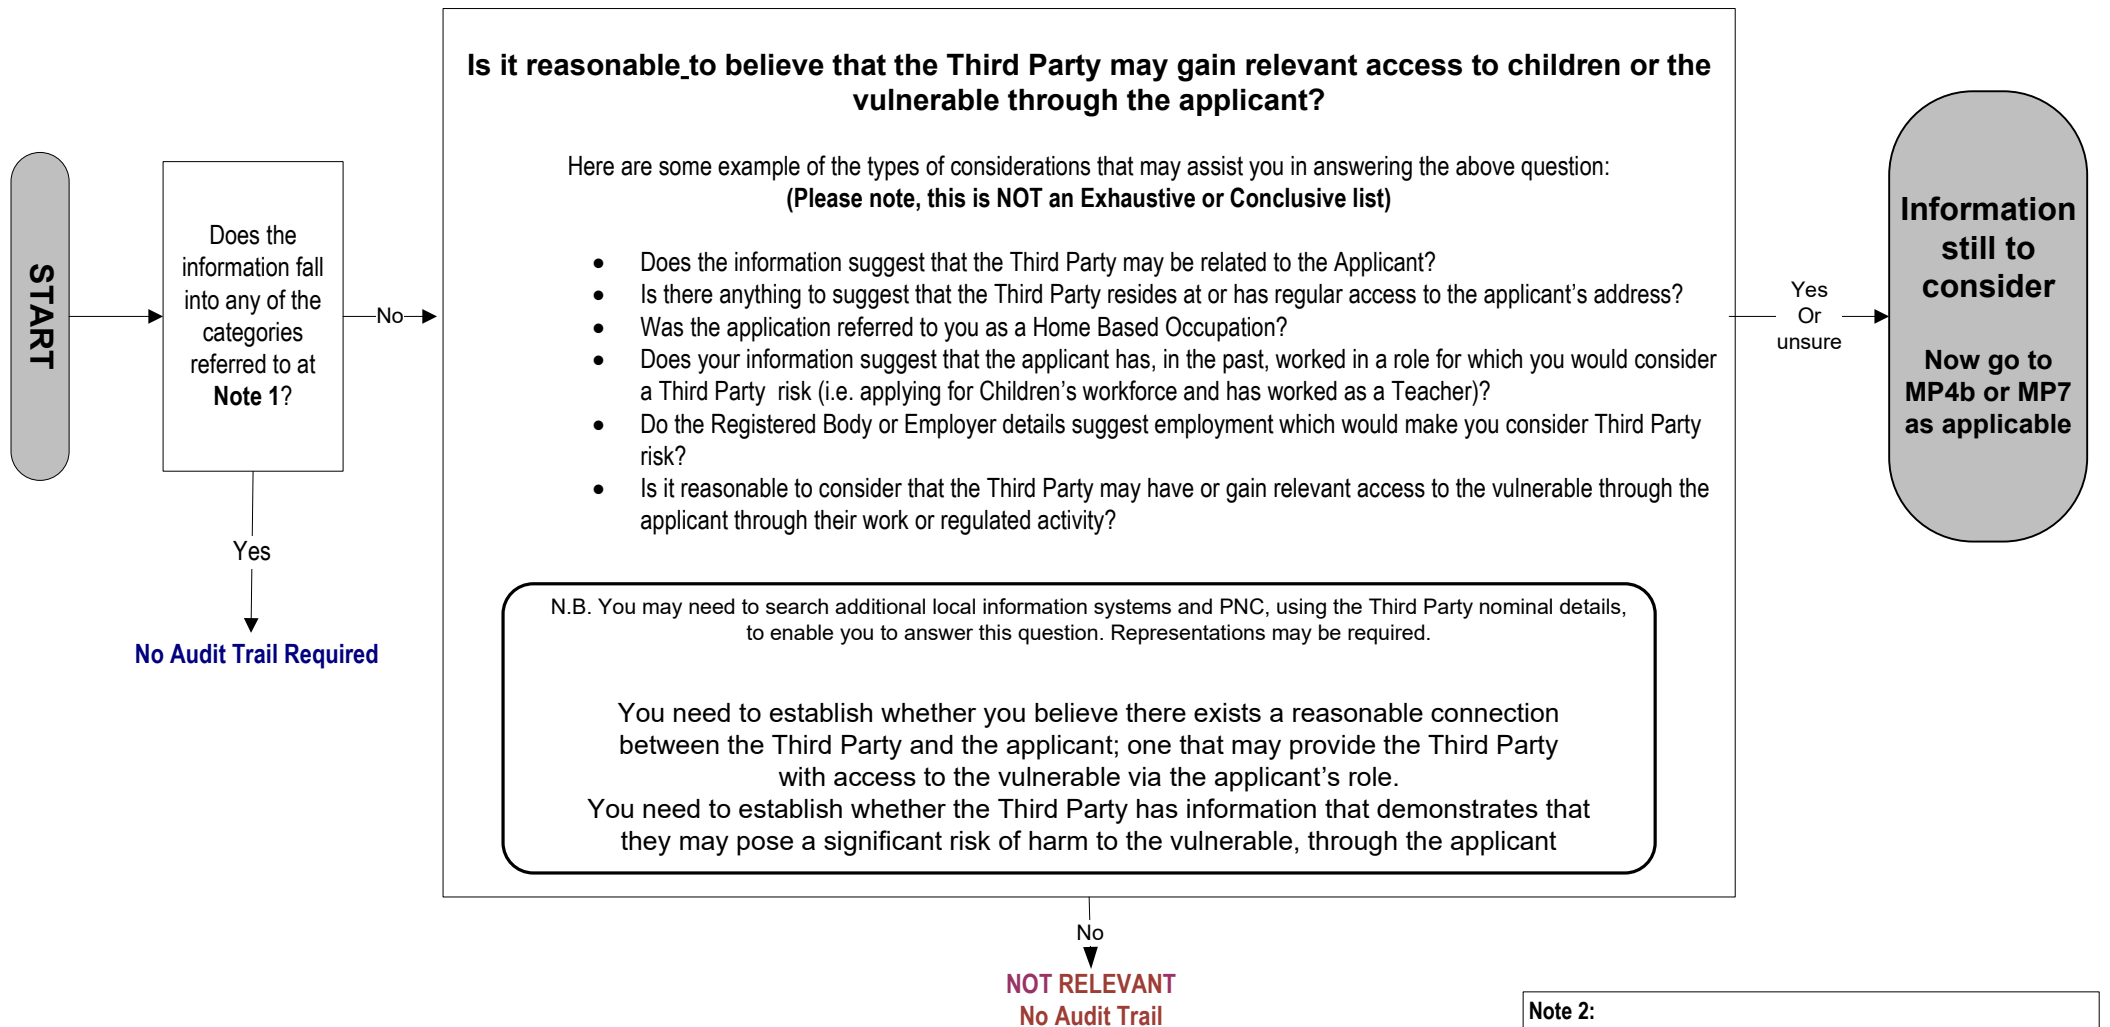 START
Does the
information fall
into any of the
categories
referred to at
Note 1?
No
Yes
No Audit Trail Required
Is it reasonable to believe that the Third Party may gain relevant access to children or the
vulnerable through the applicant?
Here are some example of the types of considerations that may assist you in answering the above question:
(Please note, this is NOT an Exhaustive or Conclusive list)
• Does the information suggest that the Third Party may be related to the Applicant?
• Is there anything to suggest that the Third Party resides at or has regular access to the applicant's address?
• Was the application referred to you as a Home Based Occupation?
• Does your information suggest that the applicant has, in the past, worked in a role for which you would consider
a Third Party risk (i.e. applying for Children's workforce and has worked as a Teacher)?
• Do the Registered Body or Employer details suggest employment which would make you consider Third Party
risk?
• Is it reasonable to consider that the Third Party may have or gain relevant access to the vulnerable through the
applicant through their work or regulated activity?
N.B. You may need to search additional local information systems and PNC, using the Third Party nominal details,
to enable you to answer this question. Representations may be required.
You need to establish whether you believe there exists a reasonable connection
between the Third Party and the applicant; one that may provide the Third Party
with access to the vulnerable via the applicant's role.
You need to establish whether the Third Party has information that demonstrates that
they may pose a significant risk of harm to the vulnerable, through the applicant
Yes
Or
unsure
Information
still to
consider
Now go to
MP4b or MP7
as applicable
No
NOT RELEVANT
No Audit Trail
Note 2: